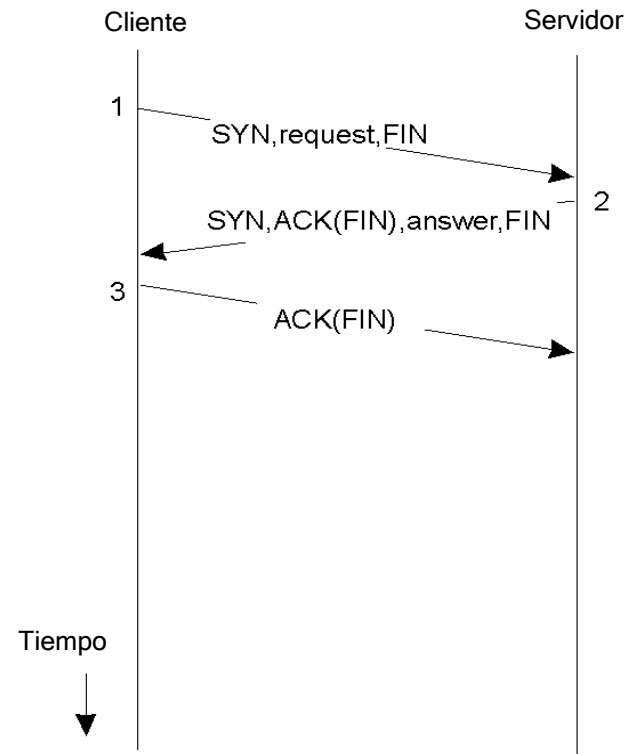 Cliente
Servidor
1
SYN,request,FIN
2
SYN,ACK(FIN),answer,FIN
3
ACK(FIN)
Tiempo